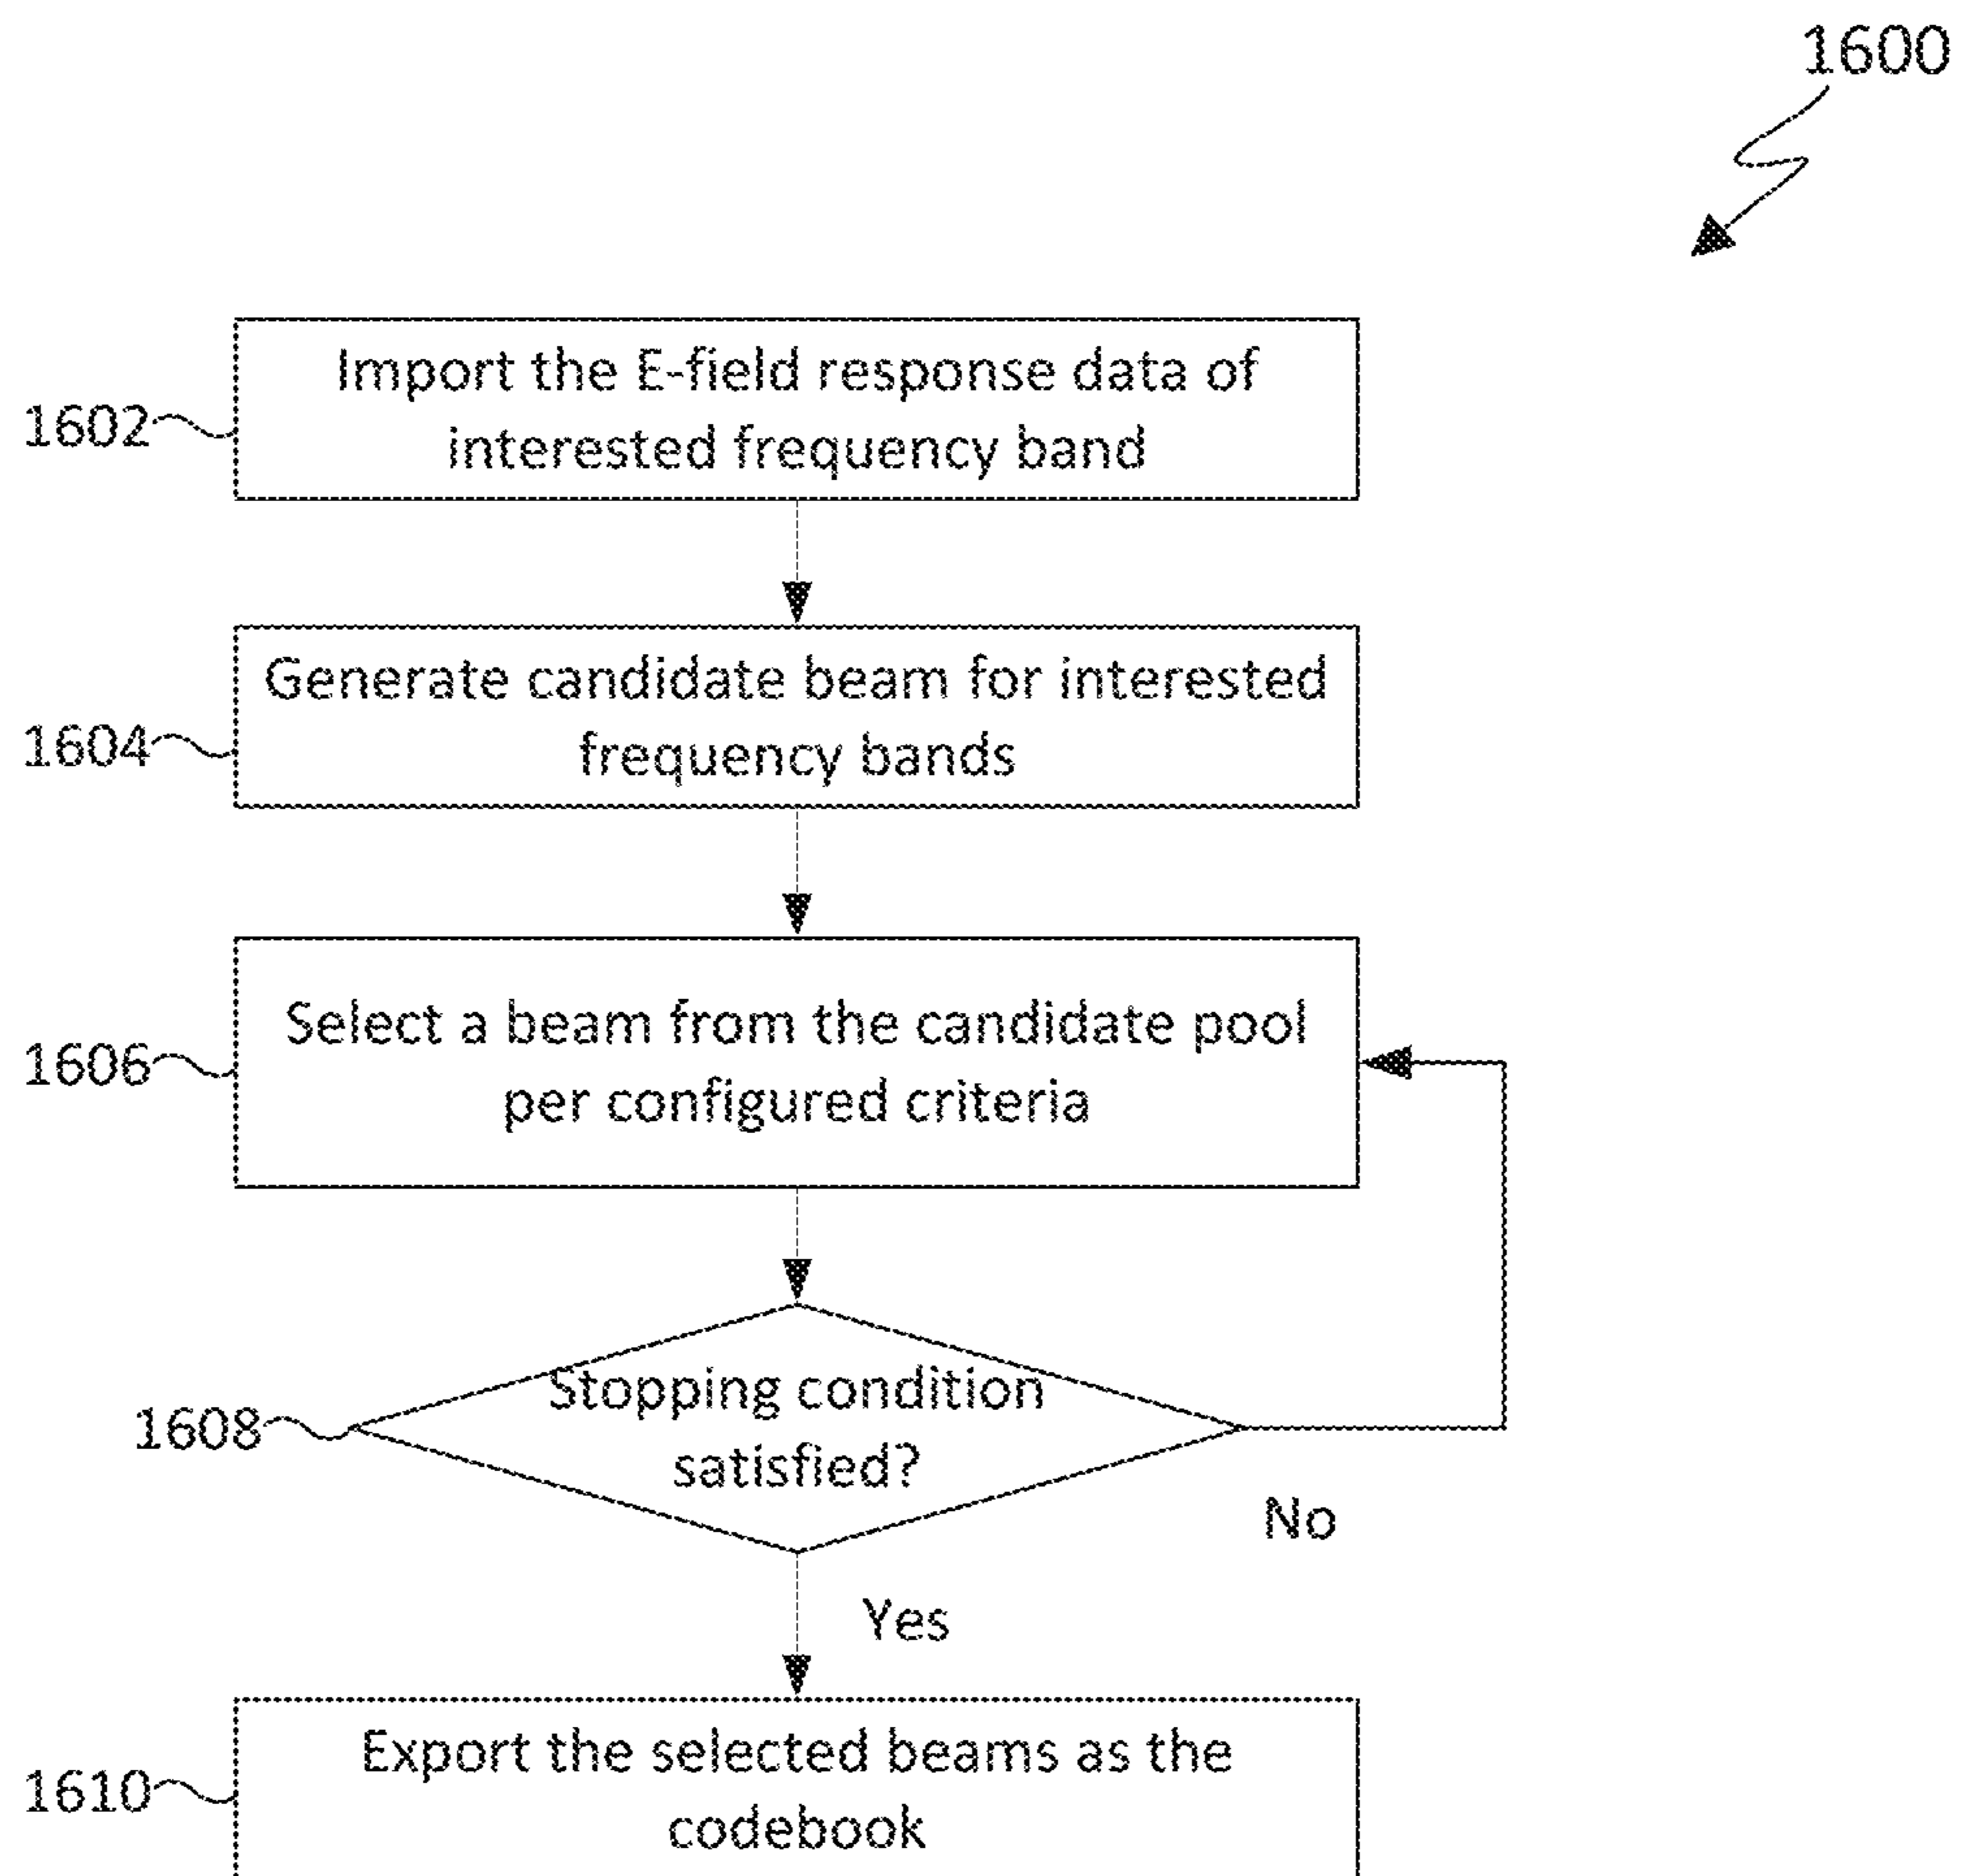 1600
Import the E-field response data of
interested frequency band
1602
Generate candidate beam for interested
frequency bands
1604
Select a beam from the candidate pool
per configured criteria
1606
Stopping condition
satisfied?
1608
No
Yes
Export the selected beams as the
codebook
1610